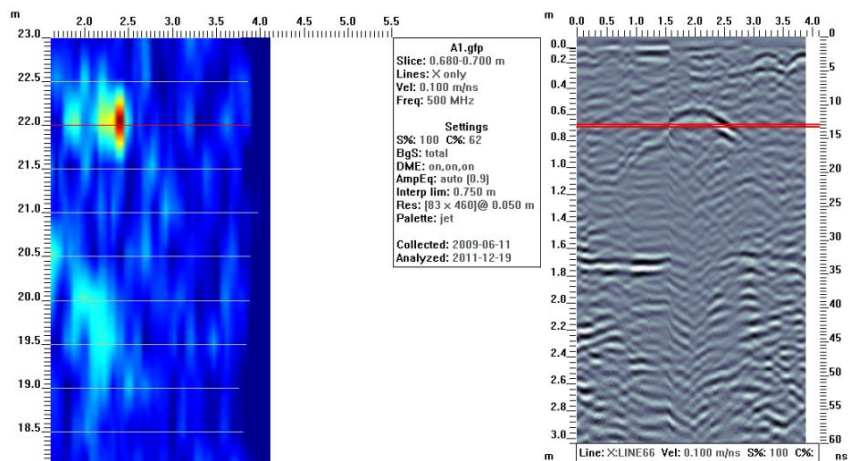 m
2.0 2.5 3.0 3.5 4.0 4.5 5.0 5.5
23.0
22.5
22.0
21.5
21.0
20.5
20.0
19.5
19.0
18.5
m
A1.gfp
Slice: 0.680-0.700 m
Lines: X only
Vel: 0.100 m/ns
Freq: 500 MHz
Settings
S%: 100 C%: 62
BgS: total
DME: on,on,on
AmpEq: auto (0.9)
Interp lim: 0.750 m
Res: [83 x 460]@ 0.050 m
Palette: jet
Collected: 2009-06-11
Analyzed: 2011-12-19
m
0.0 0.5 1.0 1.5 2.0 2.5 3.0 3.5 4.0
0.0
0.2
0.4
0.6
0.8
1.0
1.2
1.4
1.6
1.8
2.0
2.2
2.4
2.6
2.8
3.0
m
0
5
10
15
20
25
30
35
40
45
50
55
60
ns
Line: X:LINE66 Vel: 0.100 m/ns S%: 100 C%: